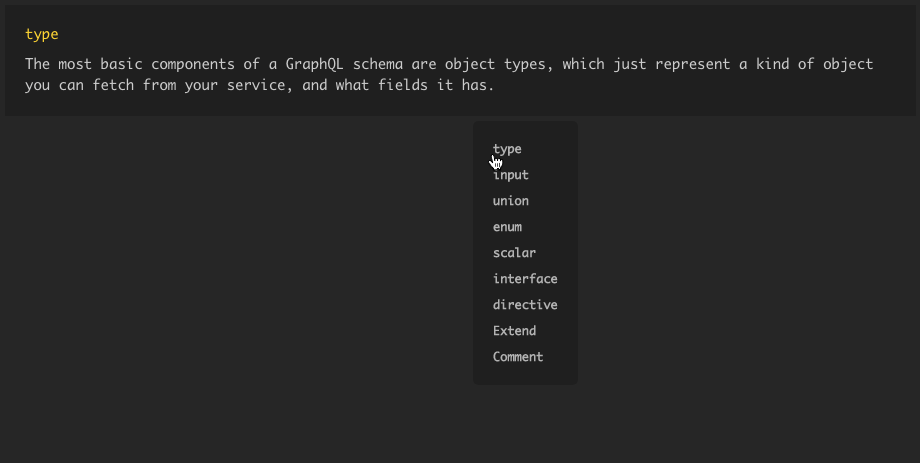 type
The most basic components of a GraphQL schema are object types, which just represent a kind of object
you can fetch from your service, and what fields it has.
type
input
union
enum
scalar
interface
directive
Extend
Comment